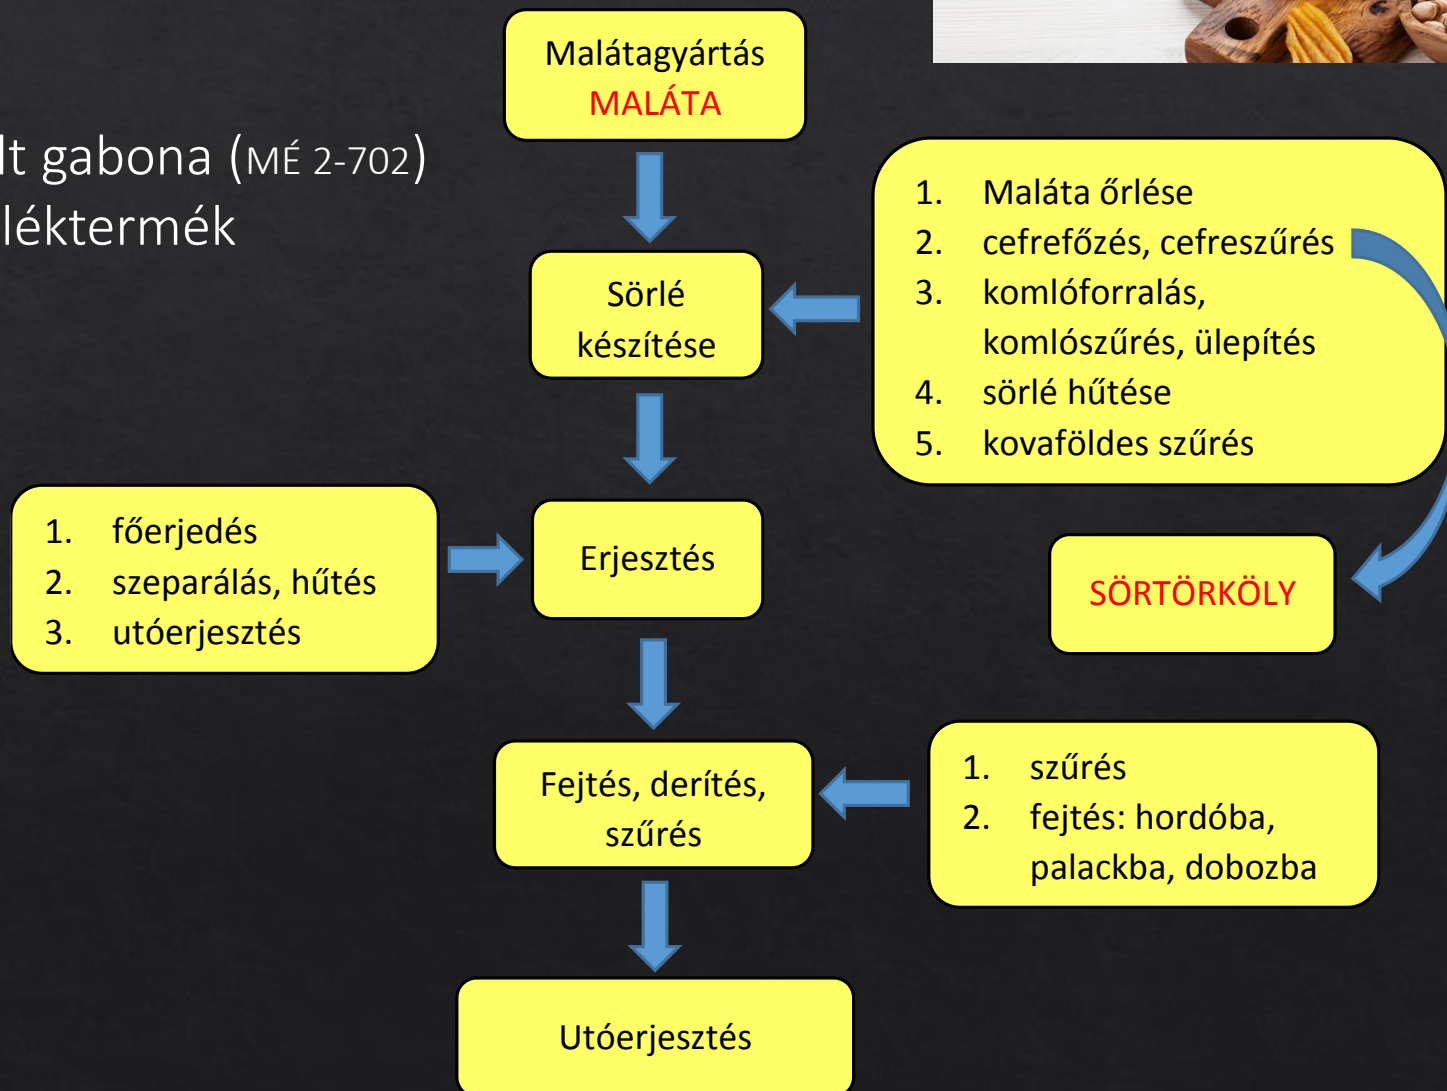 Malátagyártás
MALÁTA
lt gabona (MÉ 2-702)
léktermék
1. Maláta őrlése
2. cefrefőzés, cefreszűrés
3. komlóforralás,
komlószűrés, ülepítés
4. sörlé hűtése
5. kovaföldes szűrés
Sörlé
készítése
1. főerjedés
2. szeparálás, hűtés
3. utóerjesztés
Erjesztés
SÖRTÖRKÖLY
Fejtés, derítés,
szűrés
1. szűrés
2. fejtés: hordóba,
palackba, dobozba
Utóerjesztés